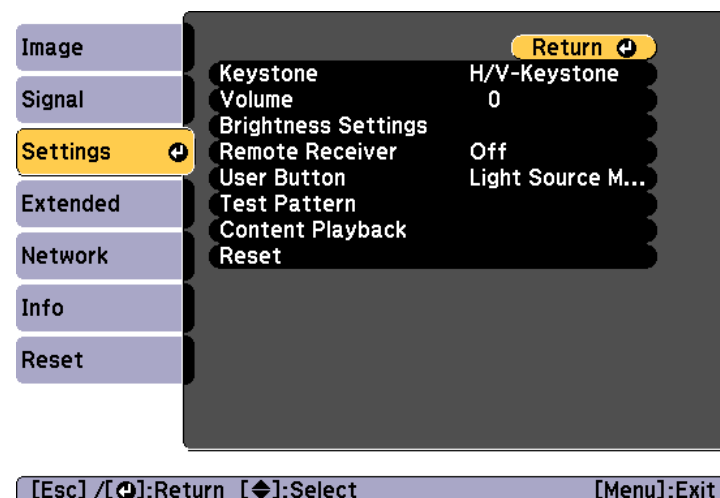 Image
Signal
Settings
Extended
Network
Info
Reset
Return
Keystone H/V-Keystone
Volume 0
Brightness Settings
Remote Receiver Off
User Button Light Source M...
Test Pattern
Content Playback
Reset
[Esc] /[⏎]:Return [◆]:Select [Menu]:Exit